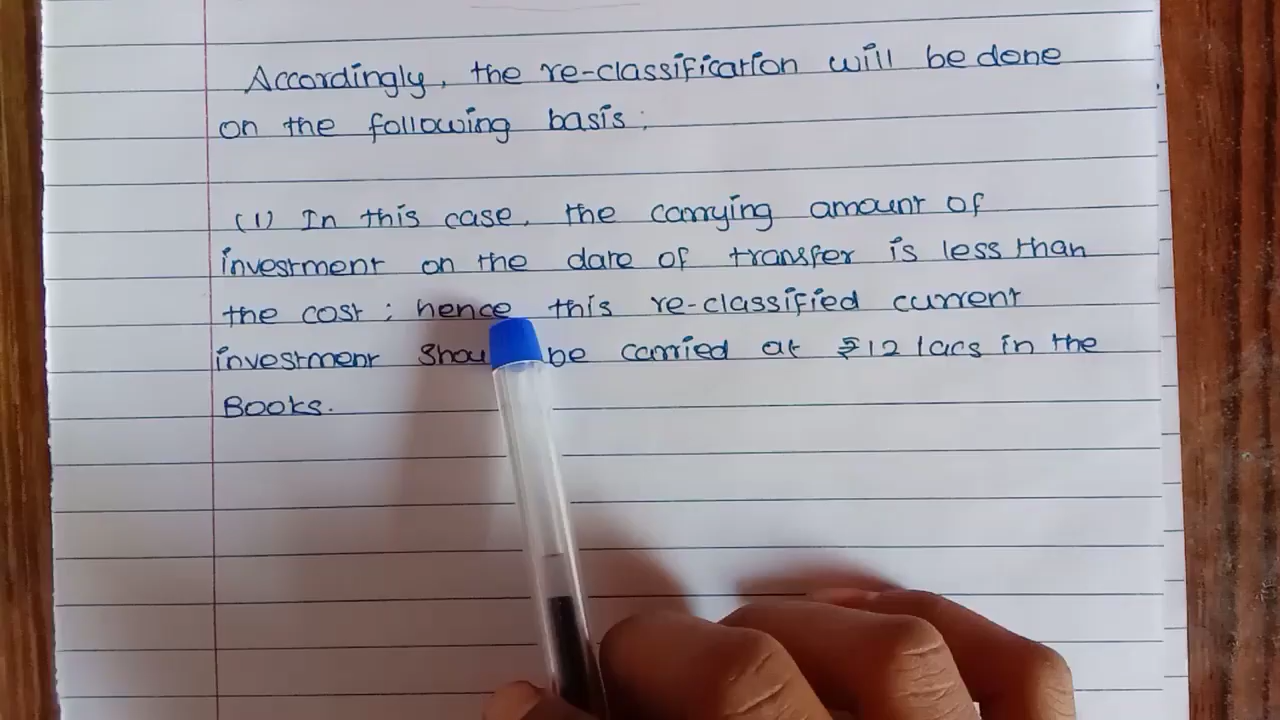 Accordingly, the re-classification will be done
on the following basis:
(1) In this case, the carrying amount of
investment on the date of transfer is less than
the cost; hence this re-classified current
investment be carried at ₹12 lacs in the
Books.